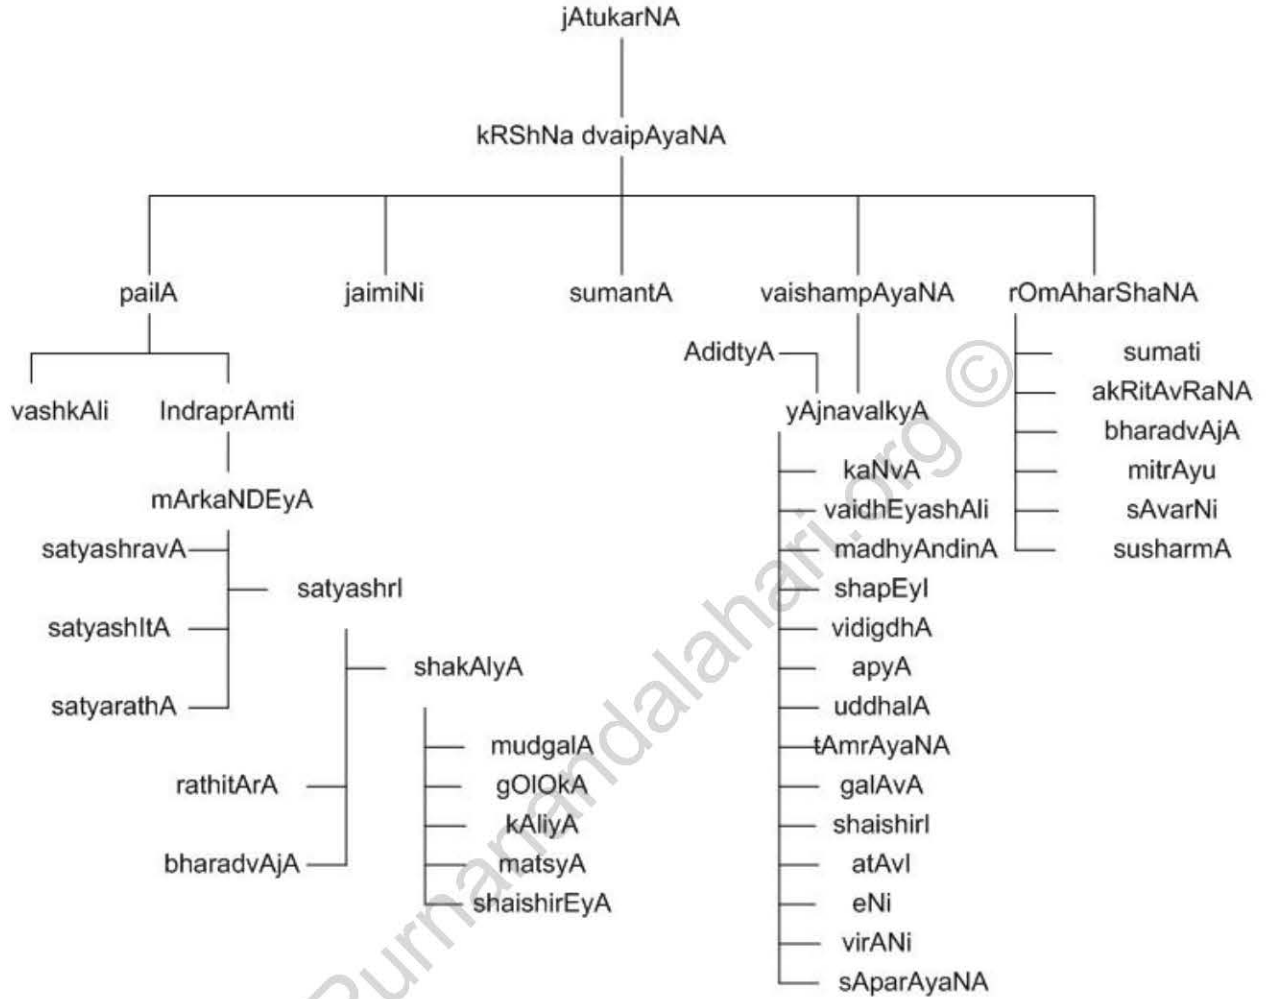 jAtukarNA
kRShNa dvaipAyaNA
pailA jaimiNi sumantA vaishampAyaNA rOmAharShaNA
AdidtyA sumati
akRitAvRaNA
vashkAli IndraprAmti yAjnavalkyA
bharadvAjA
kaNvA mitrAyu
mArkaNDEyA
vaidhEyashAli sAvarNi
satyashravA madhyAndinA susharmA
satyashrI shapEyI
satyashItA vidigdhA
shakAlyA apyA
satyarathA uddhalA
mudgalA tAmrAyaNA
rathitArA gOlOkA galAvA
kAliyA shaishirI
bharadvAjA matsyA atAvI
shaishirEyA eNi
virANi
sAparAyaNA
Purnanandalahari.org ©